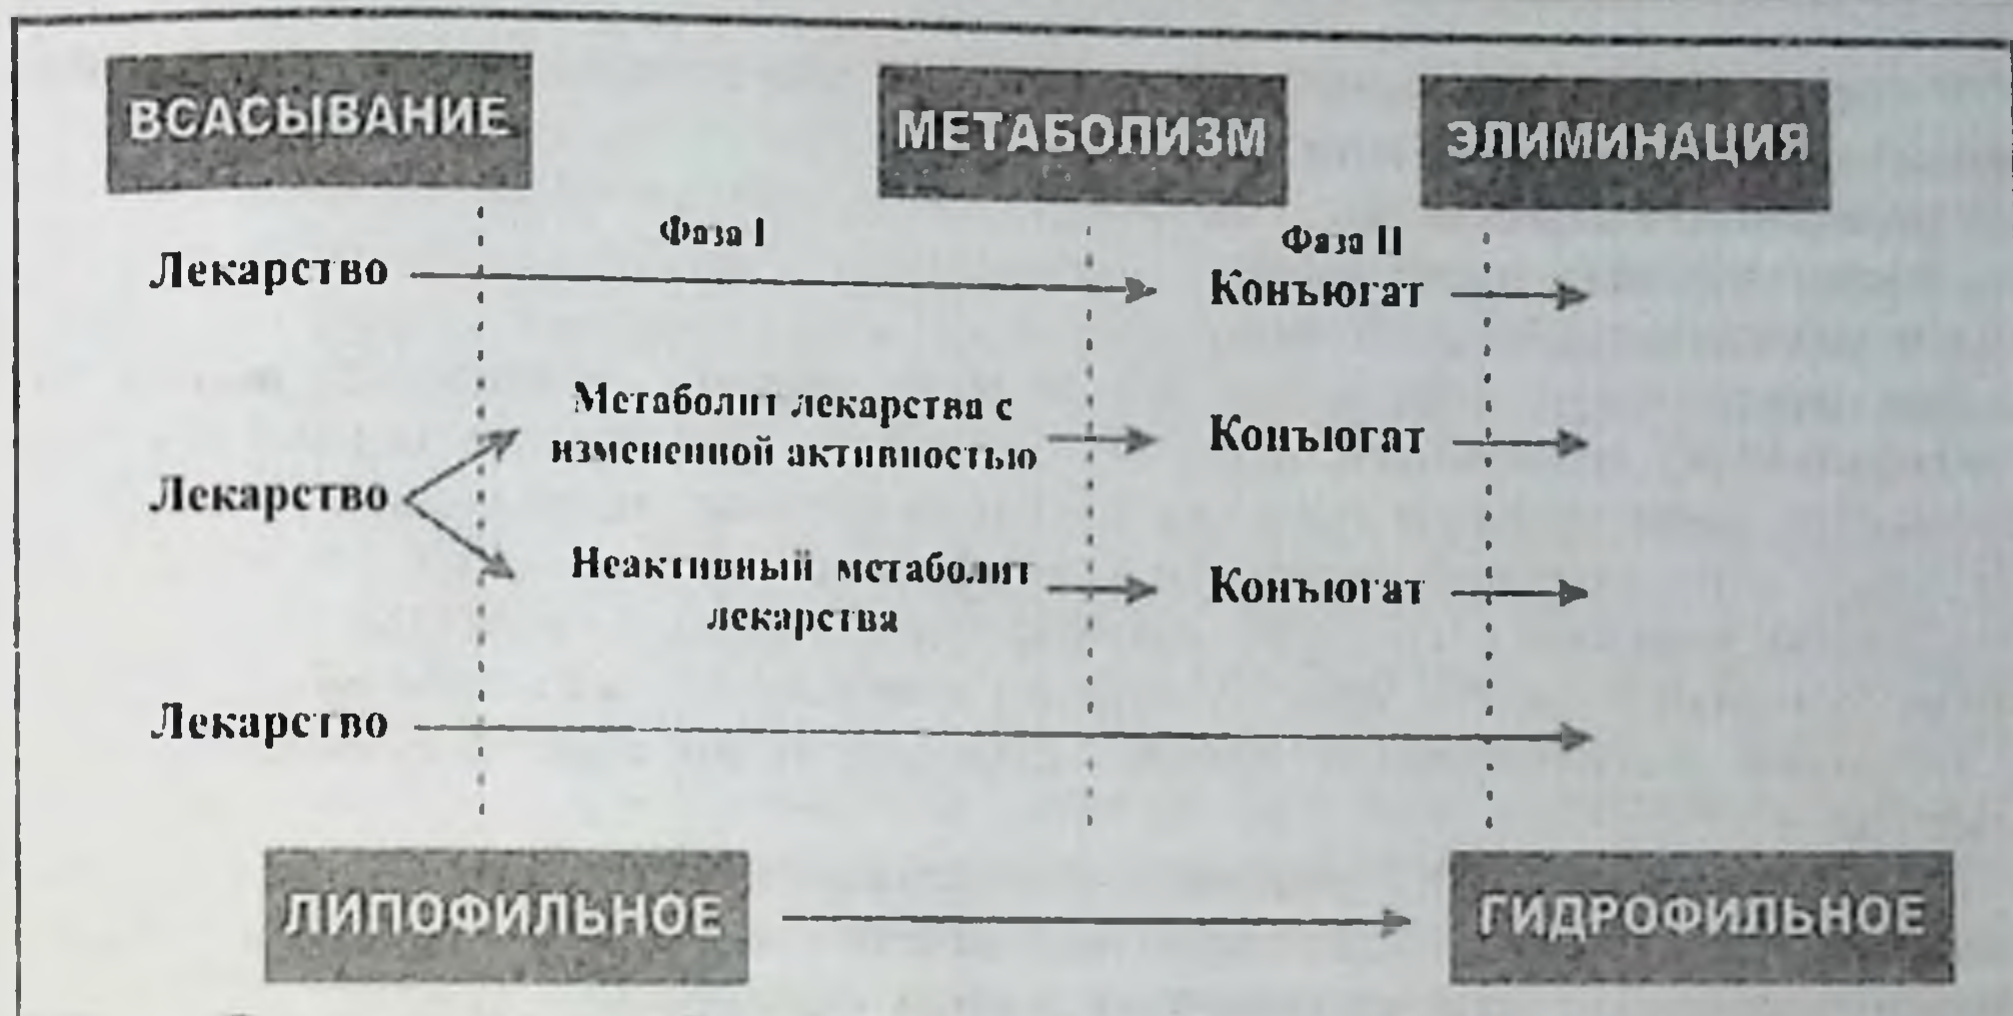 ВСАСЫВАНИЕ МЕТАБОЛИЗМ ЭЛИМИНАЦИЯ
Фаза I Фаза II
Лекарство Конъюгат
Метаболит лекарства с
измененной активностью
Конъюгат
Лекарство
Неактивный метаболит
лекарства
Конъюгат
Лекарство
ЛИПОФИЛЬНОЕ ГИДРОФИЛЬНОЕ